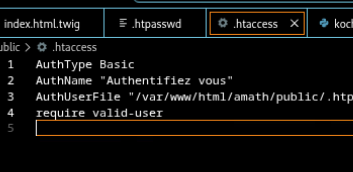 index.html.twig .htpasswd .htaccess
public > .htaccess
1 AuthType Basic
2 AuthName "Authentifiez vous"
3 AuthUserFile "/var/www/html/amath/public/.htp
4 require valid-user
5